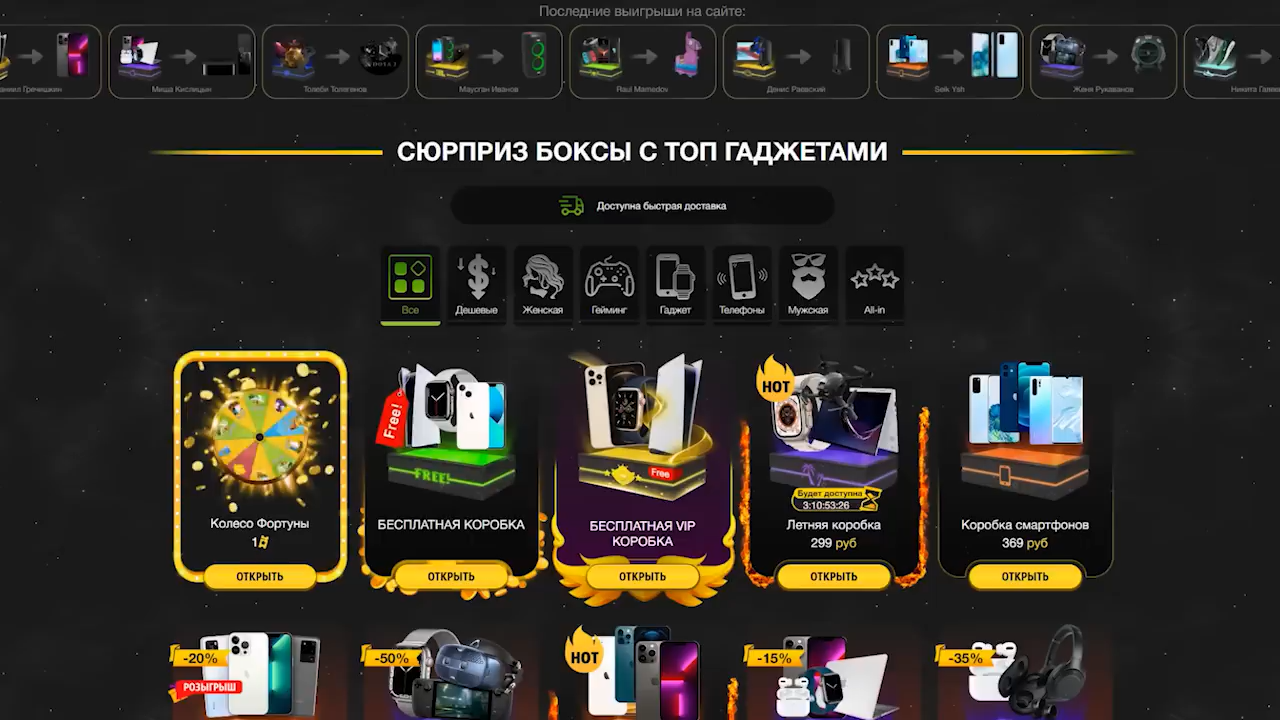 Последние выигрыши на сайте:
Миша Кислицын
Толеби Толегенов
Маусган Иванов
Raul Mamedov
Денис Раевский
Seik Ysh
Женя Рукаванов
Никита
СЮРПРИЗ БОКСЫ С ТОП ГАДЖЕТАМИ
Доступна быстрая доставка
Все
Дешевые
Женская
Гейминг
Гаджет
Телефоны
Мужская
All-in
Free!
FREE!
Free
HOT
Будет доступна
3:10:53:26
Колесо Фортуны
1
ОТКРЫТЬ
БЕСПЛАТНАЯ КОРОБКА
ОТКРЫТЬ
БЕСПЛАТНАЯ VIP
КОРОБКА
ОТКРЫТЬ
Летняя коробка
299 руб
ОТКРЫТЬ
Коробка смартфонов
369 руб
ОТКРЫТЬ
-20%
РОЗЫГРЫШ
-50%
HOT
-15%
-35%